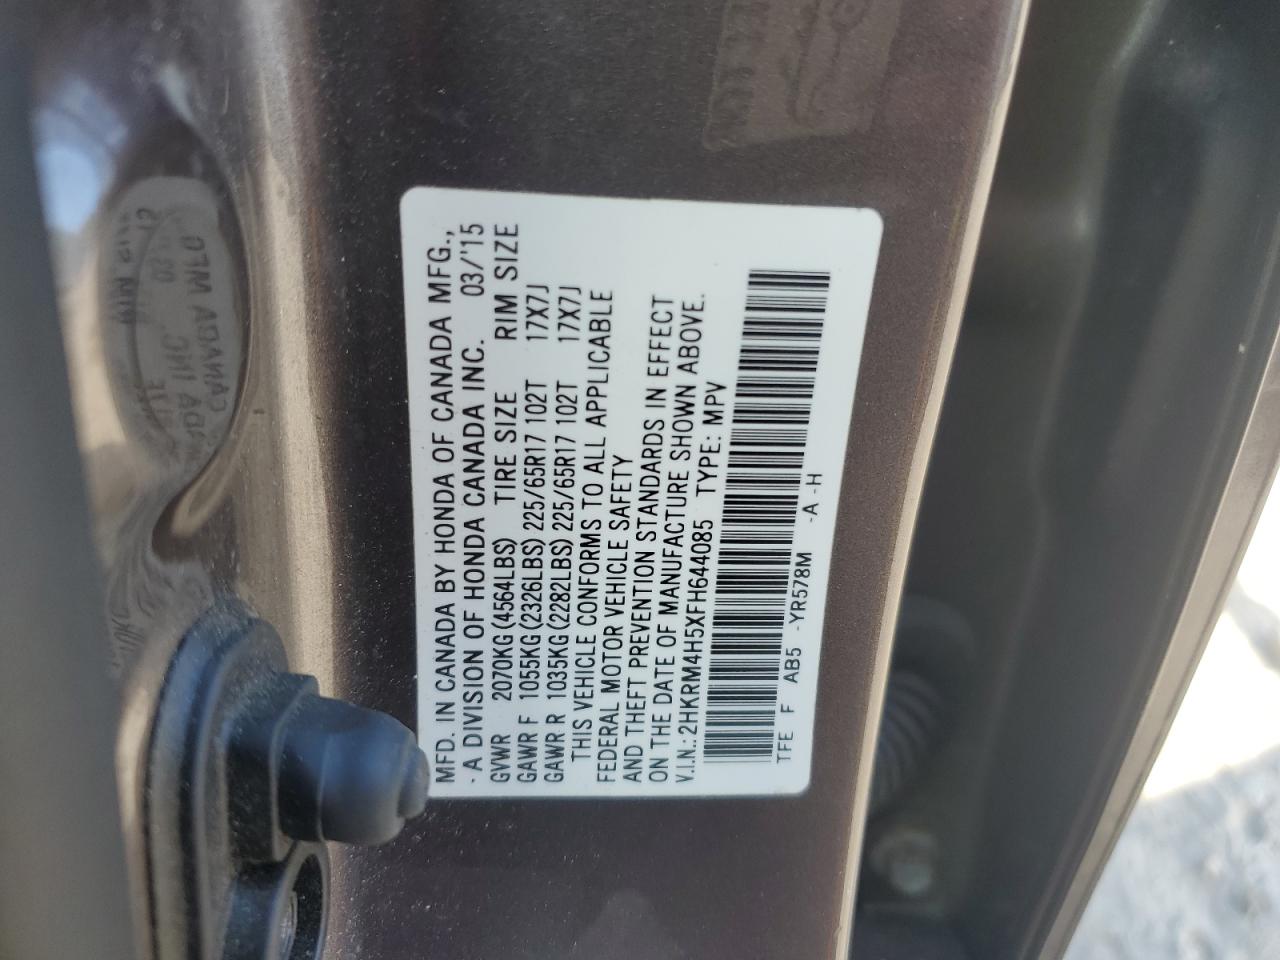 MFD. IN CANADA BY HONDA OF CANADA MFG.,
- A DIVISION OF HONDA CANADA INC. 03/'15
GVWR 2070KG(4564LBS) TIRE SIZE RIM SIZE
GAWR F 1055KG(2326LBS) 225/65R17 102T 17X7J
GAWR R 1035KG(2282LBS) 225/65R17 102T 17X7J
THIS VEHICLE CONFORMS TO ALL APPLICABLE
FEDERAL MOTOR VEHICLE SAFETY
AND THEFT PREVENTION STANDARDS IN EFFECT
ON THE DATE OF MANUFACTURE SHOWN ABOVE.
V.I.N.: 2HKRM4H5XFH644085 TYPE: MPV
TFE F AB5 -YR578M -A -H